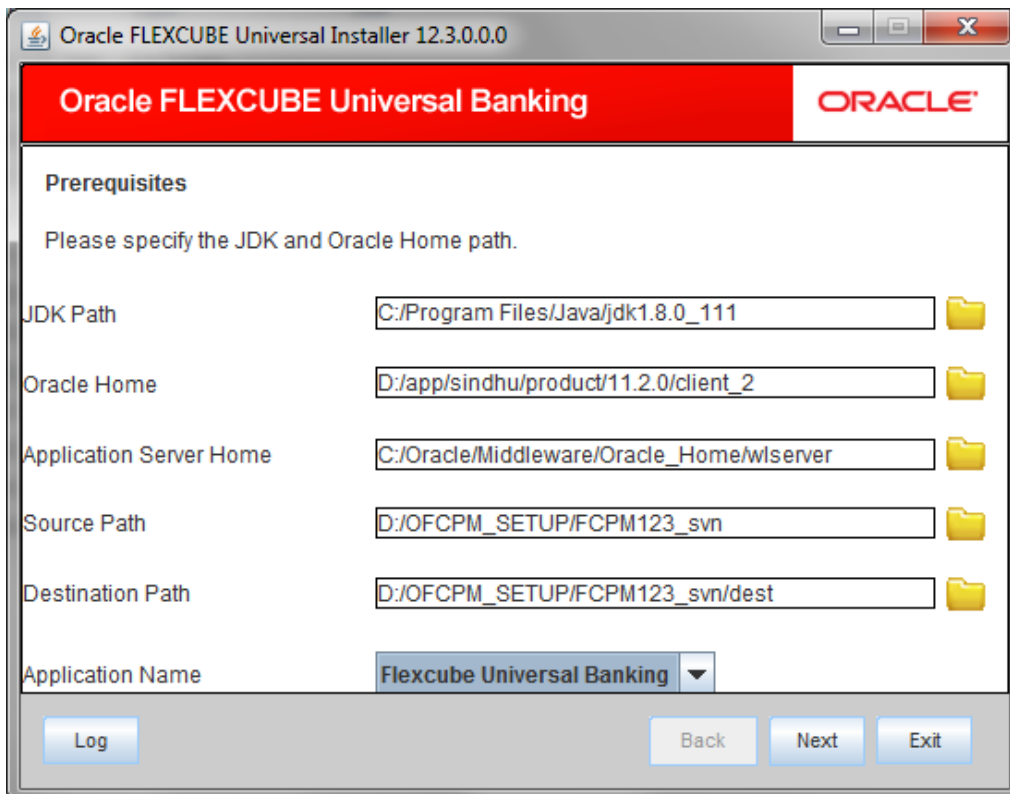 Oracle FLEXCUBE Universal Installer 12.3.0.0.0
Oracle FLEXCUBE Universal Banking
ORACLE
Prerequisites
Please specify the JDK and Oracle Home path.
JDK Path C:/Program Files/Java/jdk1.8.0_111
Oracle Home D:/app/sindhu/product/11.2.0/client_2
Application Server Home C:/Oracle/Middleware/Oracle_Home/wlserver
Source Path D:/OFCPM_SETUP/FCPM123_svn
Destination Path D:/OFCPM_SETUP/FCPM123_svn/dest
Application Name Flexcube Universal Banking
Log Back Next Exit